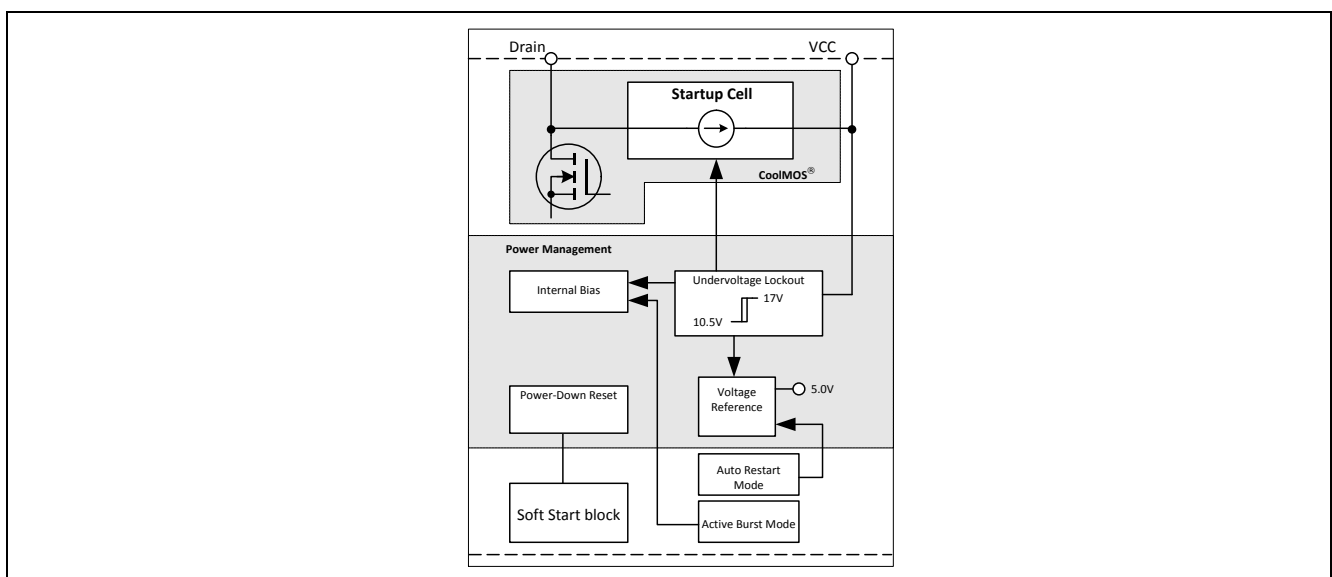 Drain
VCC
Startup Cell
CoolMOS®
Power Management
Undervoltage Lockout
Internal Bias
17V
10.5V
Power-Down Reset
Voltage
Reference
5.0V
Auto Restart
Mode
Soft Start block
Active Burst Mode